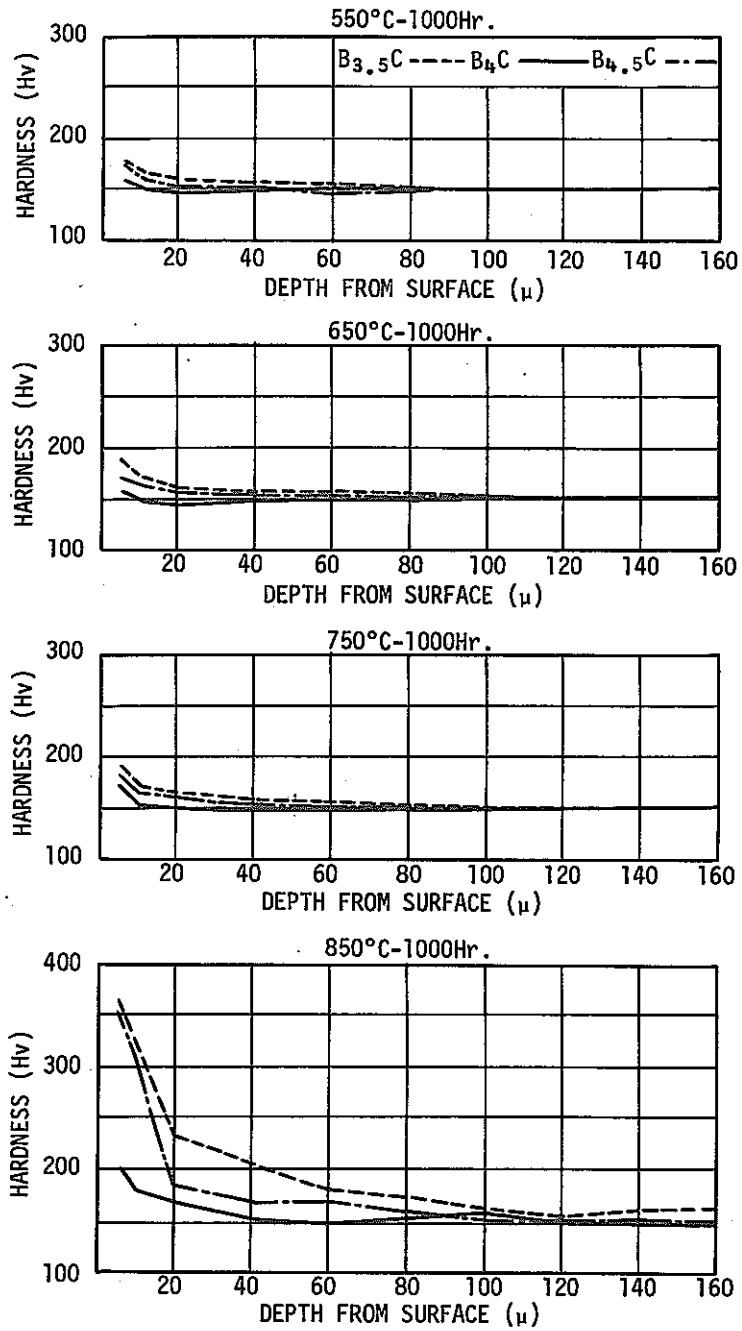 550°C-1000Hr.
B3.5C B4C B4.5C
HARDNESS (Hv)
300
200
100
20 40 60 80 100 120 140 160
DEPTH FROM SURFACE (μ)
650°C-1000Hr.
HARDNESS (Hv)
300
200
100
20 40 60 80 100 120 140 160
DEPTH FROM SURFACE (μ)
750°C-1000Hr.
HARDNESS (Hv)
300
200
100
20 40 60 80 100 120 140 160
DEPTH FROM SURFACE (μ)
850°C-1000Hr.
HARDNESS (Hv)
400
300
200
100
20 40 60 80 100 120 140 160
DEPTH FROM SURFACE (μ)